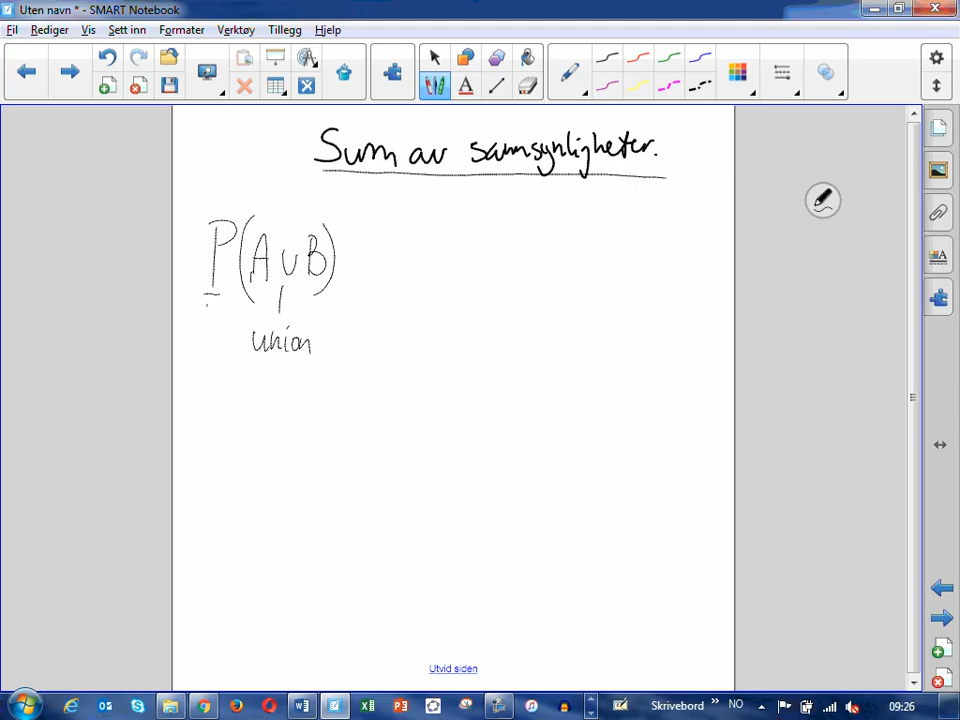 Uten navn * - SMART Notebook
Fil Rediger Vis Sett inn Formater Verktøy Tillegg Hjelp
Sum av sannsynligheter.
P(A∪B)
union
Utvid siden
Skrivebord » NO 09:26